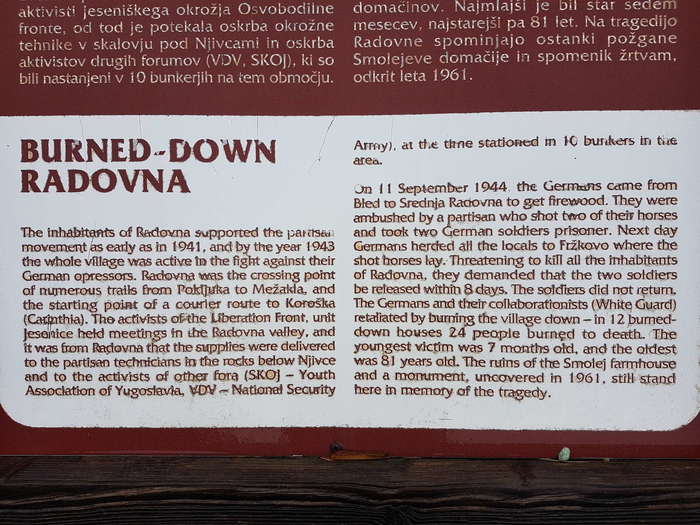 aktivisti jeseniškega okrožja Osvobodilne
fronte, od tod je potekala oskrba okrožne
tehnike v skalovju pod Njivcami in oskrba
aktivistov drugih forumov (VDV, SKOJ), ki so
bili nastanjeni v 10 bunkerjih na tem območju.
domačinov. Najmlajši je bil star sedem
mesecev, najstarejši pa 81 let. Na tragedijo
Radovne spominjajo ostanki požgane
Smolejeve domačije in spomenik žrtvam,
odkrit leta 1961.
BURNED-DOWN
RADOVNA
The inhabitants of Radovna supported the partisan
movement as early as in 1941, and by the year 1943
the whole village was active in the fight against their
German opressors. Radovna was the crossing point
of numerous trails from Pokljuka to Mežakla, and
the starting point of a courier route to Koroška
(Carinthia). The activists of the Liberation Front, unit
Jesenice held meetings in the Radovna valley, and
it was from Radovna that the supplies were delivered
to the partisan technicians in the rocks below Njivce
and to the activists of other fora (SKOJ – Youth
Association of Yugoslavia, VDV – National Security
Army), at the time stationed in 10 bunkers in the
area.
On 11 September 1944, the Germans came from
Bled to Srednja Radovna to get firewood. They were
ambushed by a partisan who shot two of their horses
and took two German soldiers prisoner. Next day
Germans herded all the locals to Fržkovo where the
shot horses lay. Threatening to kill all the inhabitants
of Radovna, they demanded that the two soldiers
be released within 8 days. The soldiers did not return.
The Germans and their collaborationists (White Guard)
retaliated by burning the village down – in 12 burned-
down houses 24 people burned to death. The
youngest victim was 7 months old, and the oldest
was 81 years old. The ruins of the Smolej farmhouse
and a monument, uncovered in 1961, still stand
here in memory of the tragedy.